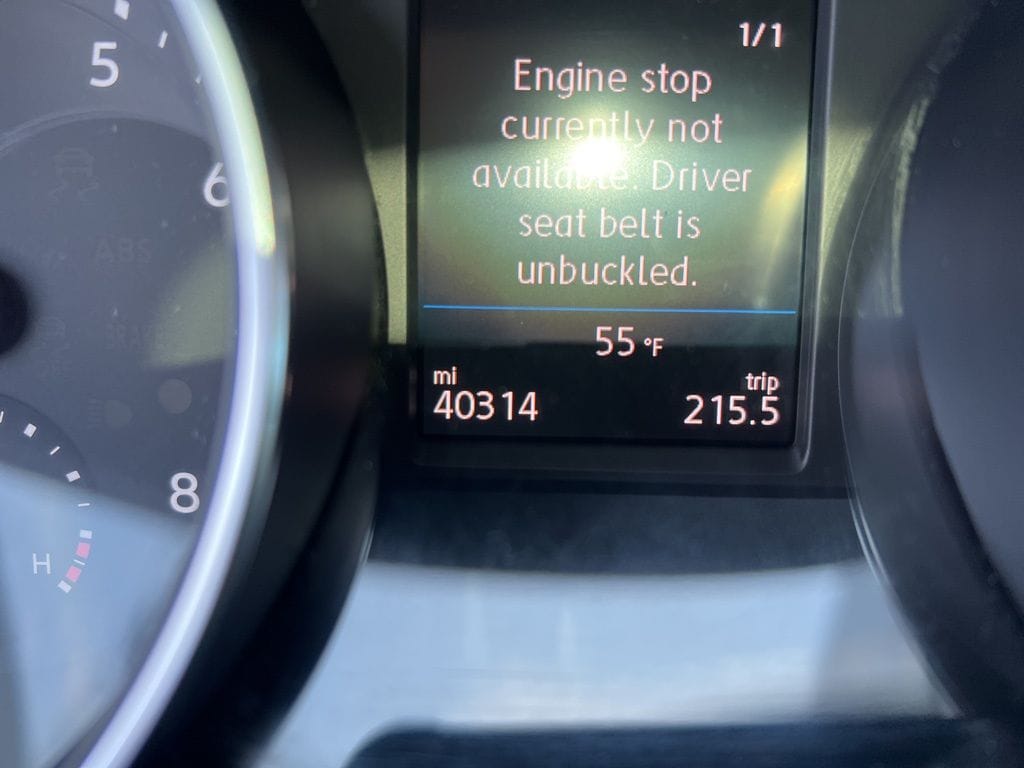 1/1
Engine stop
currently not
available. Driver
seat belt is
unbuckled.
55 °F
mi
trip
40314
215.5
5
6
ABS
8
H